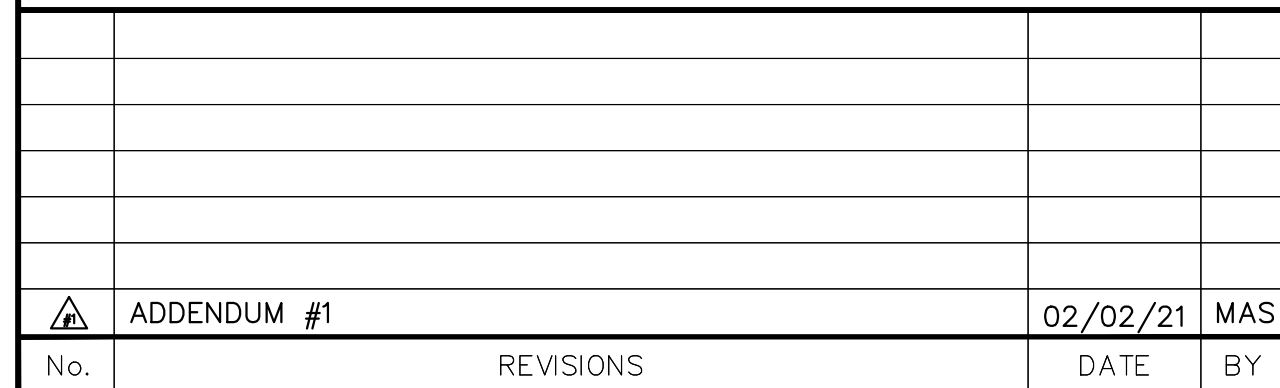 #1 ADDENDUM #1 02/02/21 MAS
No. REVISIONS DATE BY